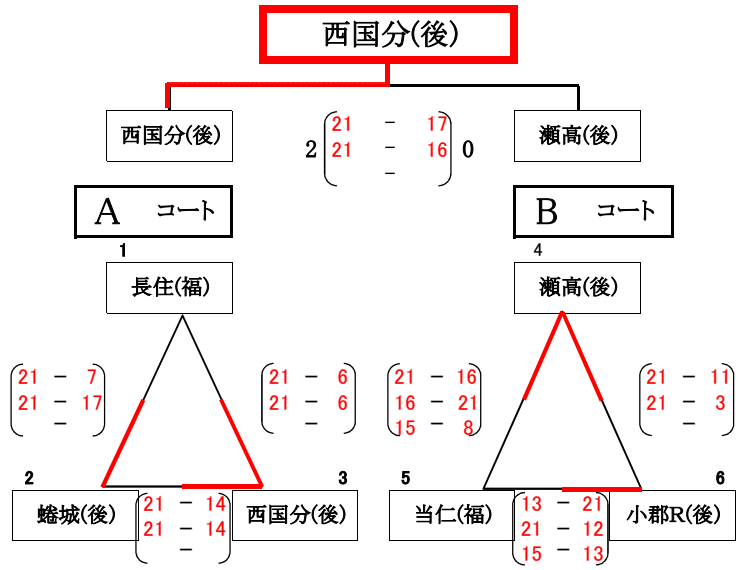 西国分(後)
西国分(後)
瀬高(後)
2
21 - 17
21 - 16
-
0
A コート
B コート
1
長住(福)
4
瀬高(後)
21 - 7
21 - 17
-
21 - 6
21 - 6
-
21 - 16
16 - 21
15 - 8
21 - 11
21 - 3
-
2
蜷城(後)
21 - 14
21 - 14
-
3
西国分(後)
5
当仁(福)
13 - 21
21 - 12
15 - 13
6
小郡R(後)